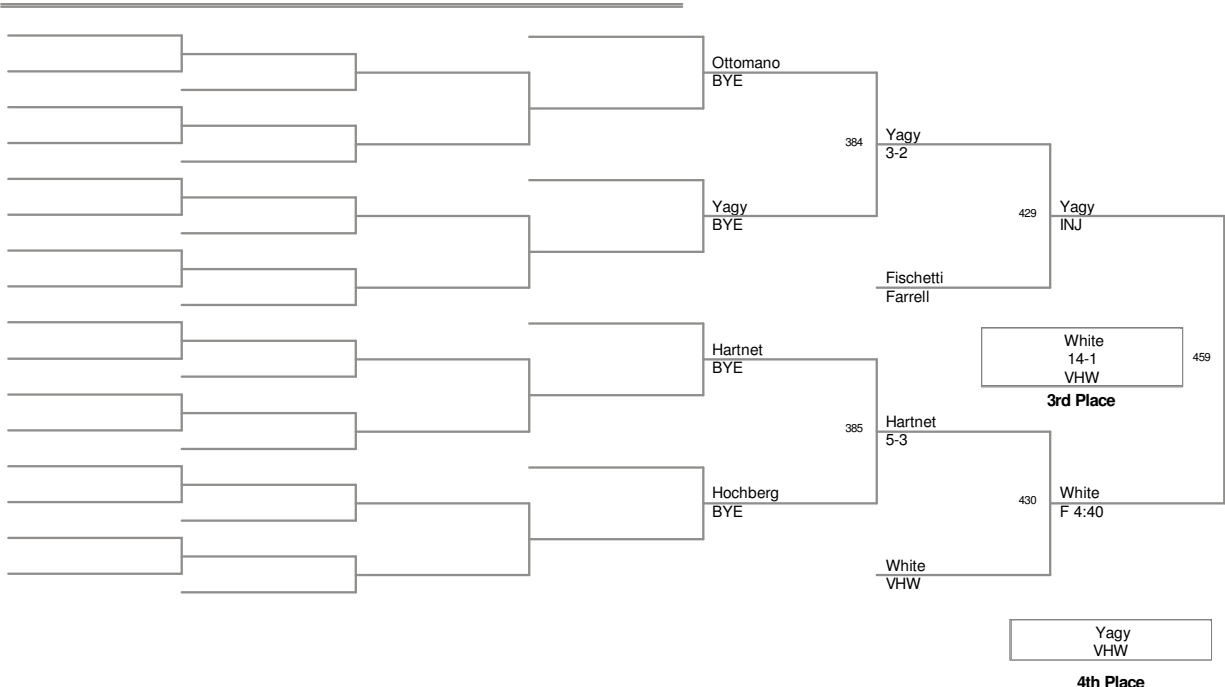 Ottomano
BYE
384
Yagy
3-2
Yagy
BYE
429
Yagy
INJ
Fischetti
Farrell
Hartnet
BYE
White
14-1
VHW
459
3rd Place
385
Hartnet
5-3
Hochberg
BYE
430
White
F 4:40
White
VHW
Yagy
VHW
4th Place